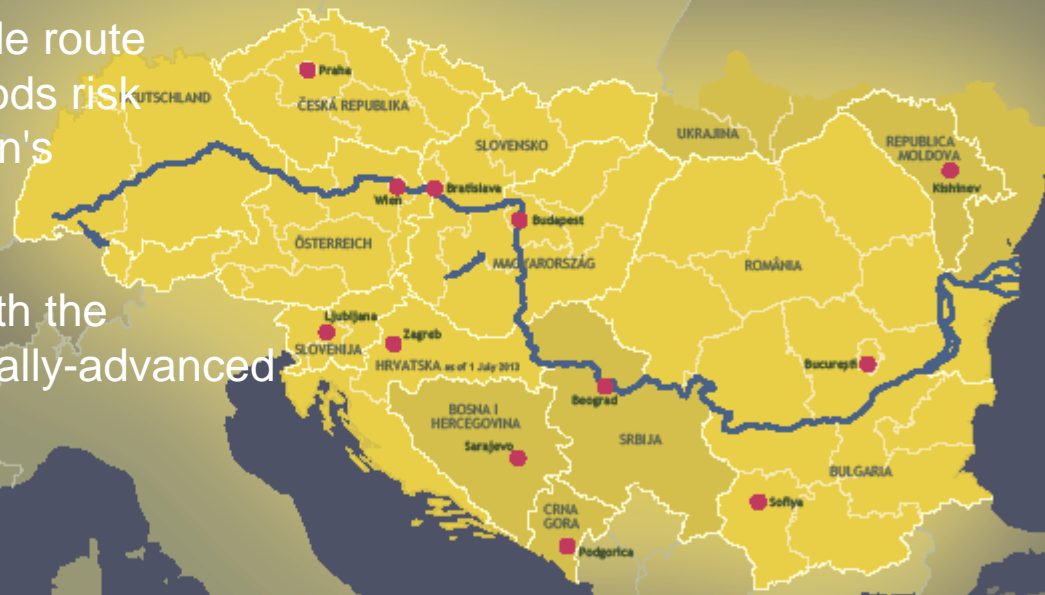 le route
ods risk
n's
th the
ally-advanced
Praha
ČESKÁ REPUBLIKA
SLOVENSKO
UKRAJINA
REPUBLICA
MOLDOVA
Kishinev
Wien
Bratislava
Budapest
ÖSTERREICH
MAGYARORSZÁG
ROMÂNIA
Ljubljana
SLOVENIJA
Zagreb
HRVATSKA as of 1 July 2013
București
Beograd
BOSNA I
HERCEGOVINA
SRBIJA
Sarajevo
BULGARIA
Sofiya
CRNA
GORA
Podgorica